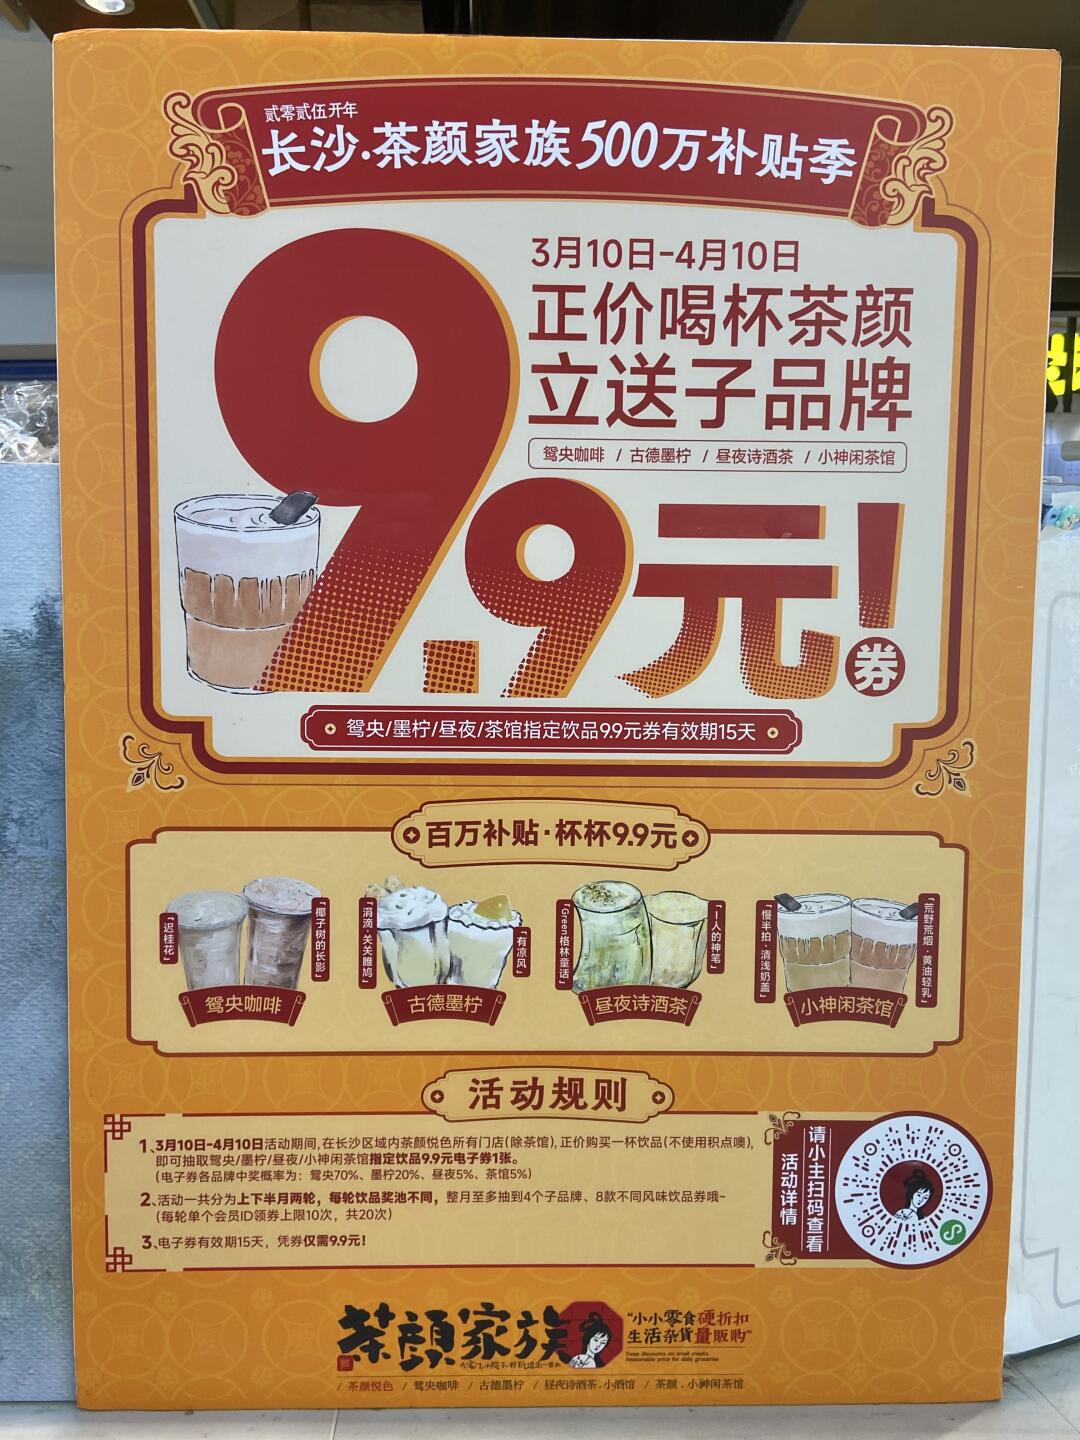 贰零贰伍开年
长沙·茶颜家族500万补贴季
3月10日-4月10日
正价喝杯茶颜
立送子品牌
鸳央咖啡 / 古德墨柠 / 昼夜诗酒茶 / 小神闲茶馆
9.9元!
券
鸳央/墨柠/昼夜/茶馆指定饮品9.9元券有效期15天
百万补贴·杯杯9.9元
「迟桂花」
「椰子树的长影」
「涓滴·关关雎鸠」
「有凉风」
「Green格林童话」
「I人的神笔」
「慢半拍·清浅奶盖」
「荒野荒烟·黄油轻乳」
鸳央咖啡
古德墨柠
昼夜诗酒茶
小神闲茶馆
活动规则
1、3月10日-4月10日活动期间,在长沙区域内茶颜悦色所有门店(除茶馆),正价购买一杯饮品(不使用积点噢),
即可抽取鸳央/墨柠/昼夜/小神闲茶馆指定饮品9.9元电子券1张。
(电子券各品牌中奖概率为：鸳央70%、墨柠20%、昼夜5%、茶馆5%)
2、活动一共分为上下半月两轮，每轮饮品奖池不同，整月至多抽到4个子品牌、8款不同风味饮品券哦~
(每轮单个会员ID领券上限10次，共20次)
3、电子券有效期15天，凭券仅需9.9元！
请小主扫码查看
活动详情
茶颜家族
“小小零食硬折扣
生活杂货量贩购”
Deep discounts on small snacks
Reasonable price for daily groceries
/ 茶颜悦色 / 鸳央咖啡 / 古德墨柠 / 昼夜诗酒茶.小酒馆 / 茶颜.小神闲茶馆